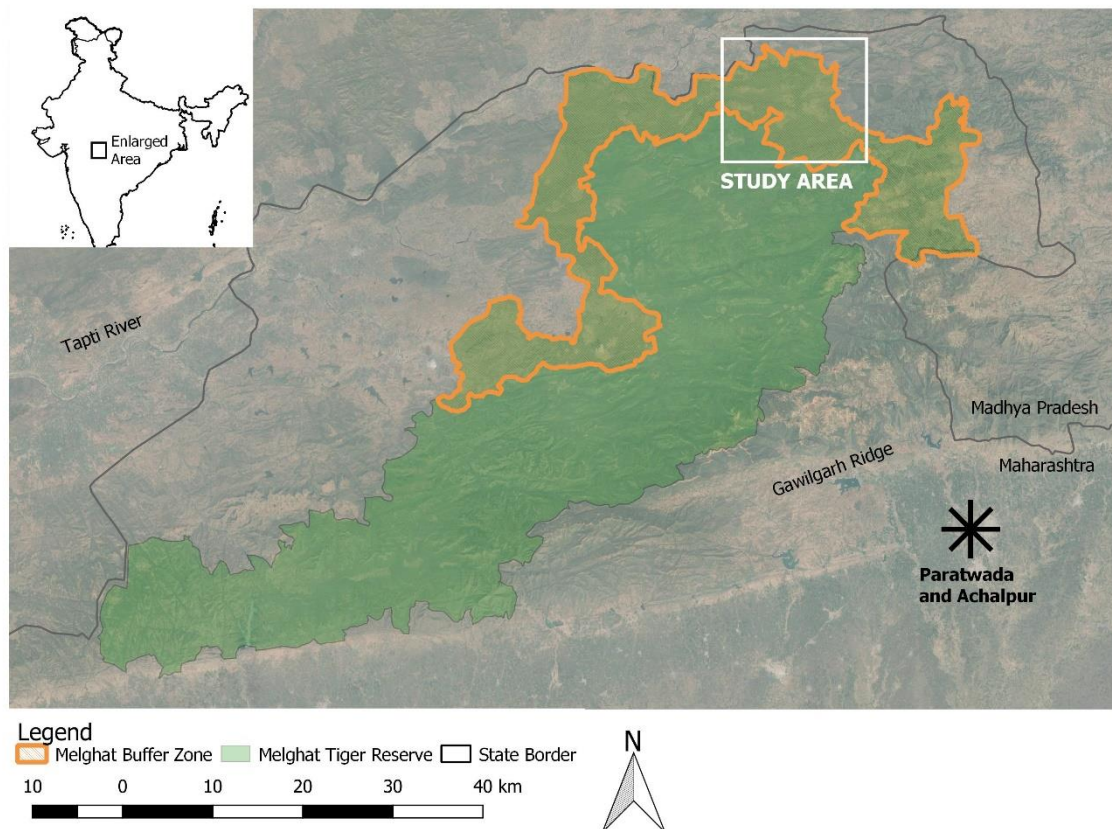 Enlarged
Area
STUDY AREA
Tapti River
Madhya Pradesh
Maharashtra
Gawilgarh Ridge
Paratwada
and Achalpur
Legend
Melghat Buffer Zone
Melghat Tiger Reserve
State Border
10 0 10 20 30 40 km
N